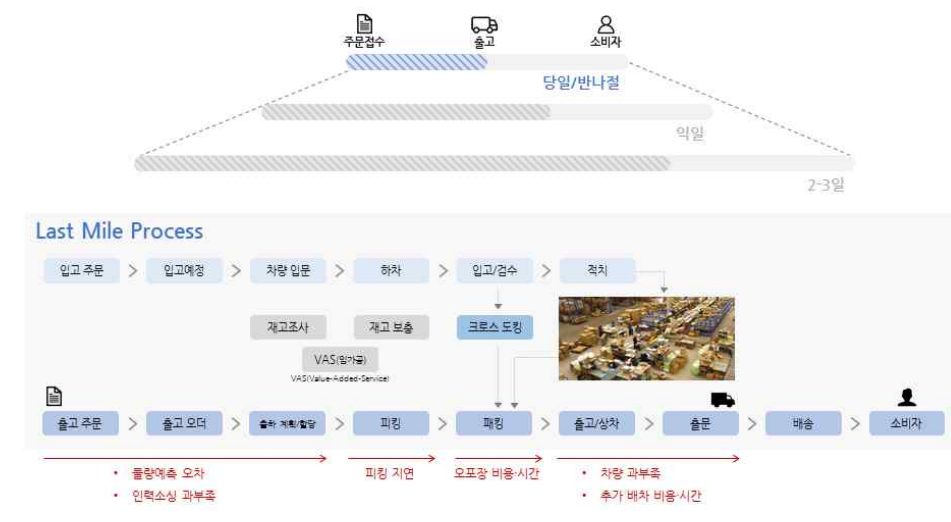 주문접수 출고 소비자
당일/반나절
익일
2-3일
Last Mile Process
입고 주문 > 입고예정 > 차량 입문 > 하차 > 입고/검수 > 적치
재고조사 재고 보충 크로스 도킹
VAS(임가공)
VAS(Value-Added-Service)
출고 주문 > 출고 오더 > 출하 계획/할당 > 피킹 > 패킹 > 출고/상차 > 출문 > 배송 > 소비자
• 물량예측 오차 피킹 지연 오포장 비용·시간 • 차량 과부족
• 인력소싱 과부족 • 추가 배차 비용·시간